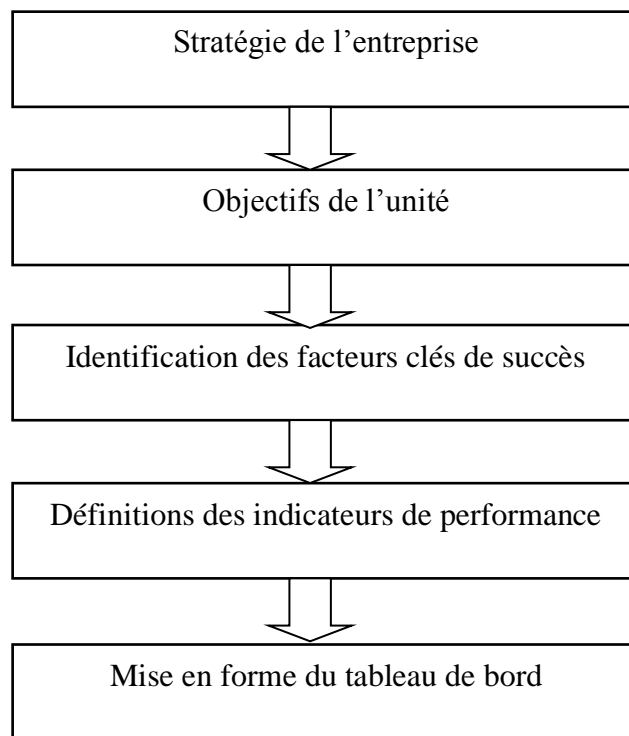 Stratégie de l’entreprise
Objectifs de l’unité
Identification des facteurs clés de succès
Définitions des indicateurs de performance
Mise en forme du tableau de bord